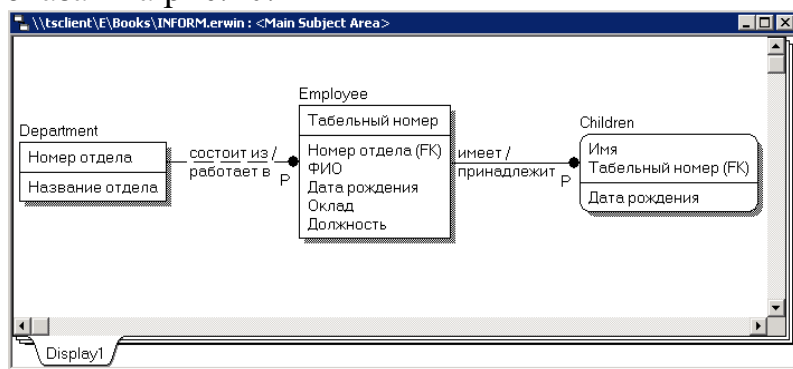 \\tsclient\E\Books\INFORM.erwin : <Main Subject Area>
Department
Номер отдела
Название отдела
состоит из /
работает в
P
Employee
Табельный номер
Номер отдела (FK)
ФИО
Дата рождения
Оклад
Должность
имеет /
принадлежит
P
Children
Имя
Табельный номер (FK)
Дата рождения
Display1